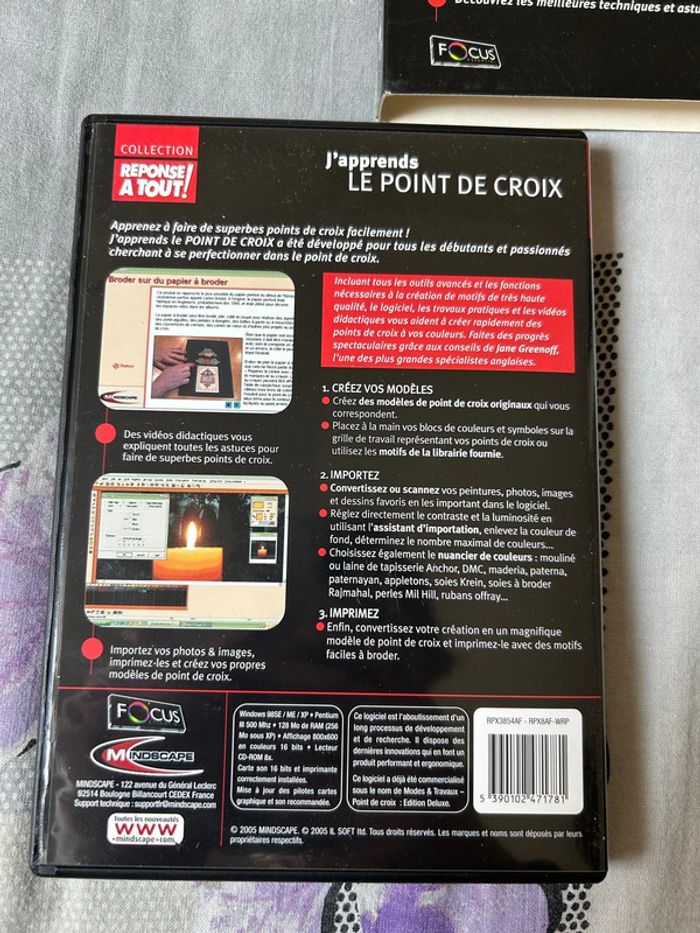 Découvrez les meilleures techniques et astu
FOCUS
COLLECTION
REPONSE
A TOUT!
J'apprends
LE POINT DE CROIX
Apprenez à faire de superbes points de croix facilement !
J'apprends le POINT DE CROIX a été développé pour tous les débutants et passionnés
cherchant à se perfectionner dans le point de croix.
Broder sur du papier à broder
Incluant tous les outils avancés et les fonctions
nécessaires à la création de motifs de très haute
qualité, le logiciel, les travaux pratiques et les vidéos
didactiques vous aident à créer rapidement des
points de croix à vos couleurs. Faites des progrès
spectaculaires grâce aux conseils de Jane Greenoff,
l'une des plus grandes spécialistes anglaises.
Retour
MINDSCAPE
Des vidéos didactiques vous
expliquent toutes les astuces pour
faire de superbes points de croix.
1. CRÉEZ VOS MODÈLES
Créez des modèles de point de croix originaux qui vous
correspondent.
Placez à la main vos blocs de couleurs et symboles sur la
grille de travail représentant vos points de croix ou
utilisez les motifs de la librairie fournie.
2. IMPORTEZ
Convertissez ou scannez vos peintures, photos, images
et dessins favoris en les important dans le logiciel.
Réglez directement le contraste et la luminosité en
utilisant l'assistant d'importation, enlevez la couleur de
fond, déterminez le nombre maximal de couleurs...
Choisissez également le nuancier de couleurs : mouliné
ou laine de tapisserie Anchor, DMC, maderia, paterna,
paternayan, appletons, soies Krein, soies à broder
Rajmahal, perles Mil Hill, rubans offray...
3. IMPRIMEZ
Enfin, convertissez votre création en un magnifique
modèle de point de croix et imprimez-le avec des motifs
faciles à broder.
Importez vos photos & images,
imprimez-les et créez vos propres
modèles de point de croix.
FOCUS
MINDSCAPE
MINDSCAPE - 122 avenue du Général Leclerc
92514 Boulogne Billancourt CEDEX France
Support technique : supportfr@mindscape.com
Toutes les nouveautés
WWW
•mindscape.com•
Windows 98SE / ME / XP • Pentium
III 500 Mhz • 128 Mo de RAM (256
Mo sous XP) • Affichage 800x600
en couleurs 16 bits • Lecteur
CD-ROM 8x.
Carte son 16 bits et imprimante
correctement installées.
Mise à jour des pilotes cartes
graphique et son recommandée.
Ce logiciel est l'aboutissement d'un
long processus de développement
et de recherche. Il dispose des
dernières innovations qui en font un
produit performant et ergonomique.
Ce logiciel a déjà été commercialisé
sous le nom de Modes & Travaux –
Point de croix : Edition Deluxe.
RPX3854AF - RPX8AF-WRP
5 390102 471781
© 2005 MINDSCAPE. © 2005 IL SOFT ltd. Tous droits réservés. Les marques et noms sont déposés par leurs
propriétaires respectifs.